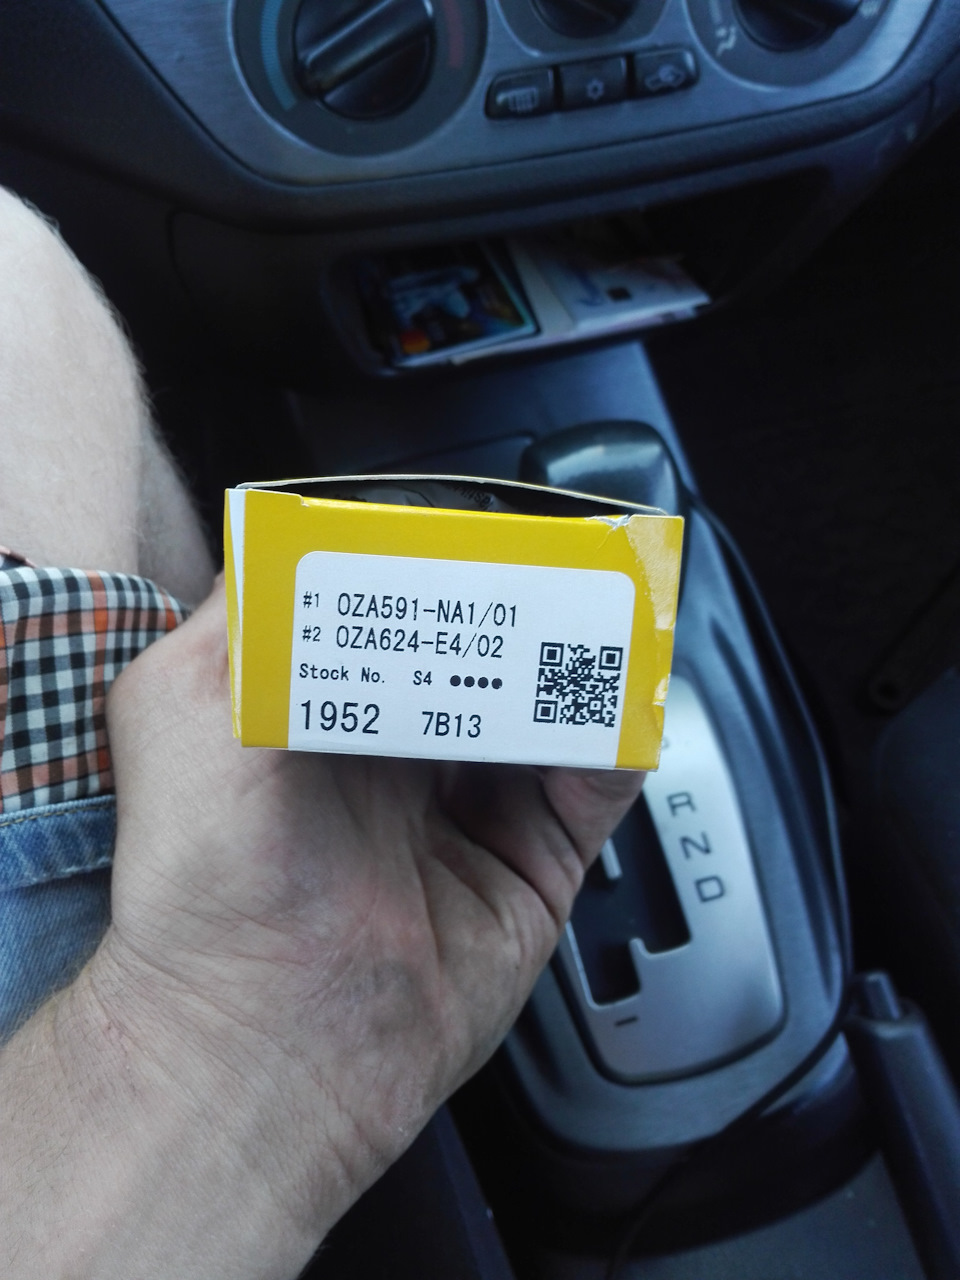 #1 OZA591-NA1/01
#2 OZA624-E4/02
Stock No. S4 ●●●●
1952 7B13
R
N
D